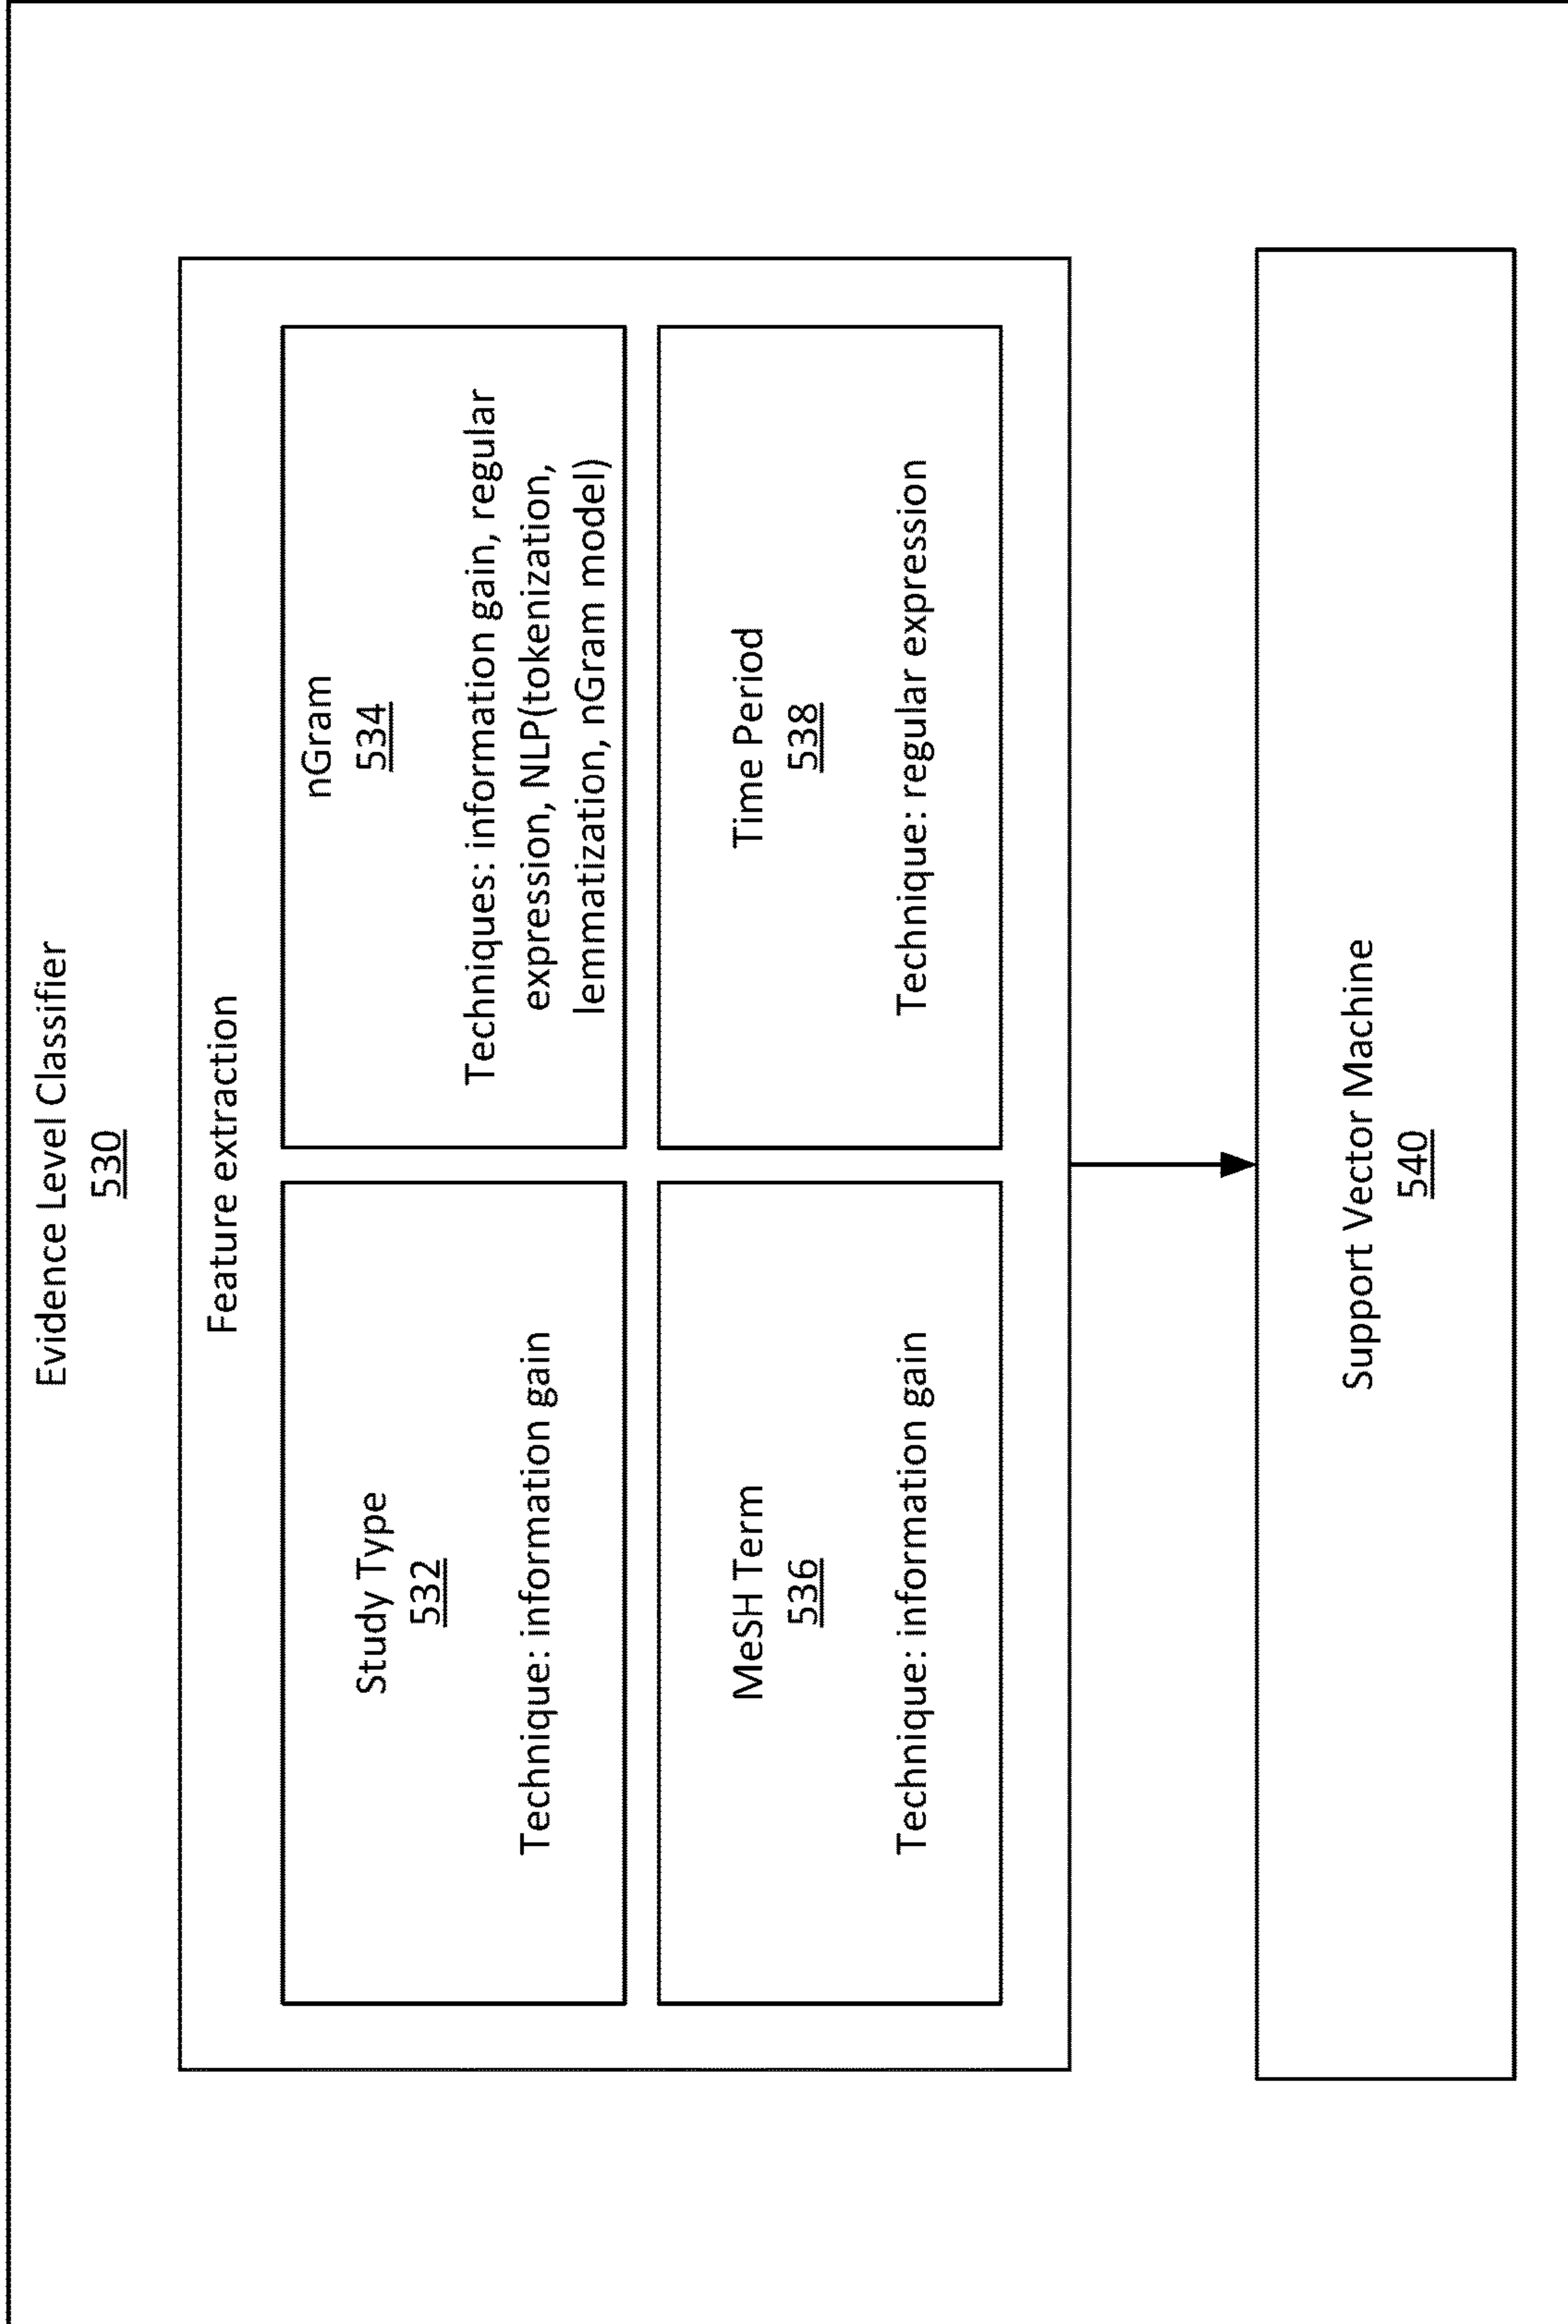 Evidence Level Classifier
530
Feature extraction
Study Type
532
Technique: information gain
nGram
534
Techniques: information gain, regular
expression, NLP(tokenization,
lemmatization, nGram model)
MeSH Term
536
Technique: information gain
Time Period
538
Technique: regular expression
Support Vector Machine
540